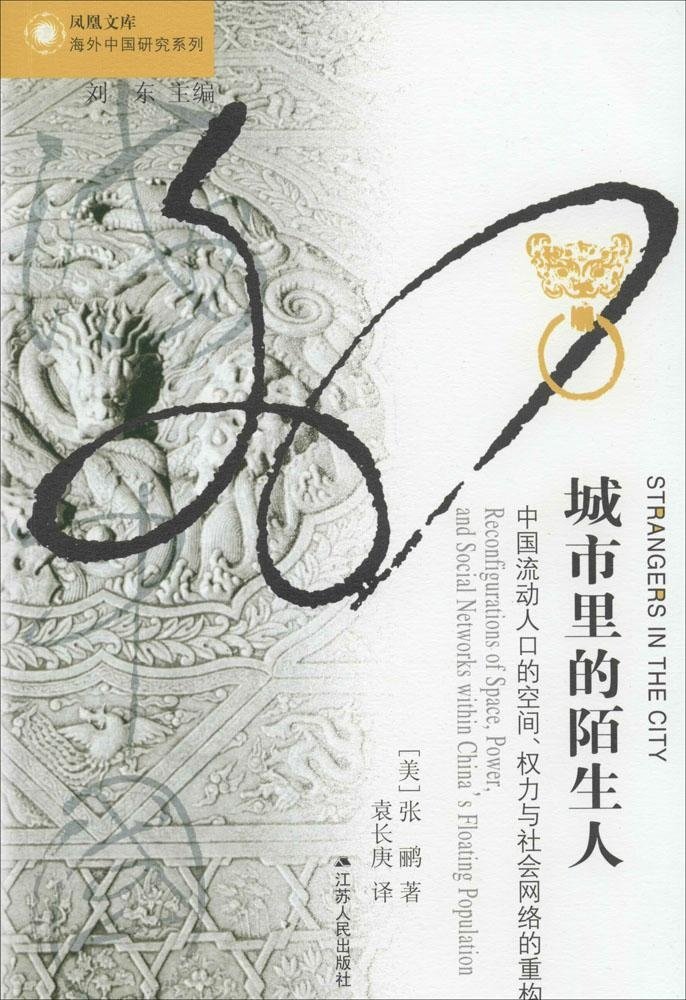 凤凰文库
海外中国研究系列
刘 东 主编
STRANGERS IN THE CITY
城市里的陌生人
中国流动人口的空间、权力与社会网络的重构
Reconfigurations of Space, Power,
and Social Networks within China's Floating Population
[美] 张 鹂 著
袁长庚 译
江苏人民出版社